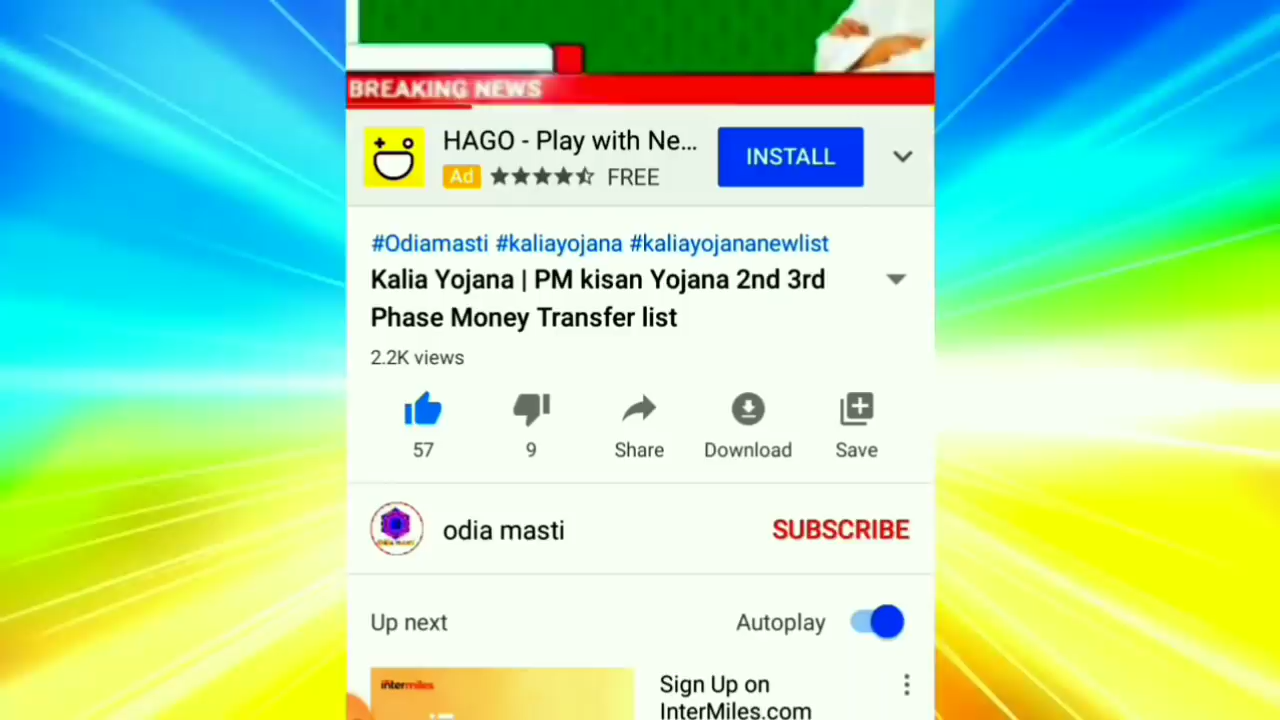 BREAKING NEWS
HAGO - Play with Ne...
INSTALL
Ad
FREE
#Odiamasti #kaliayojana #kaliayojananewlist
Kalia Yojana | PM kisan Yojana 2nd 3rd
Phase Money Transfer list
2.2K views
57
9
Share
Download
Save
odia masti
SUBSCRIBE
Up next
Autoplay
intermiles
Sign Up on
InterMiles.com